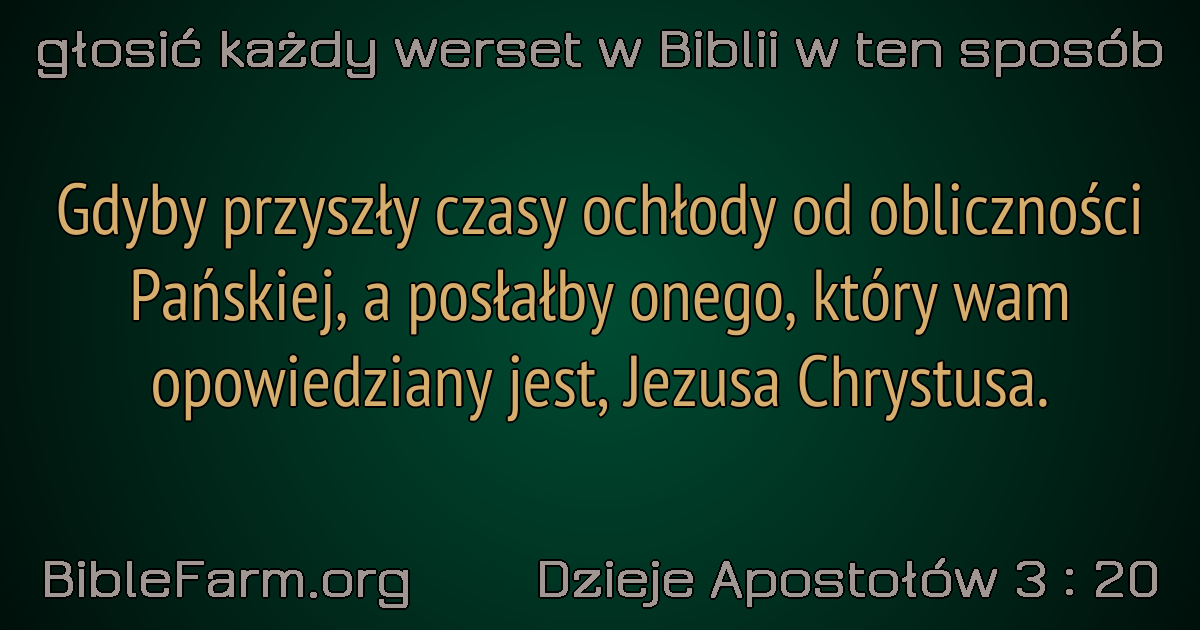 głosić każdy werset w Biblii w ten sposób
Gdyby przyszły czasy ochłody od obliczności
Pańskiej, a posłałby onego, który wam
opowiedziany jest, Jezusa Chrystusa.
BibleFarm.org
Dzieje Apostołów 3 : 20